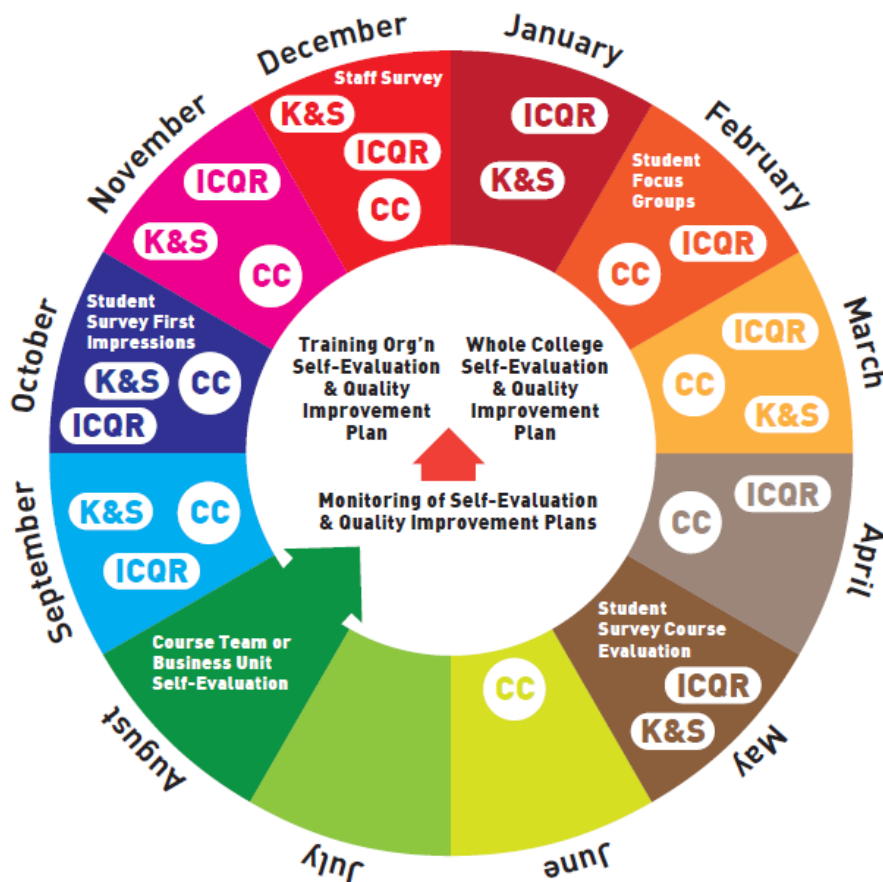 January
ICQR
K&S
February
Student
Focus
Groups
ICQR
CC
March
ICQR
CC
K&S
April
ICQR
CC
May
Student
Survey Course
Evaluation
ICQR
K&S
June
CC
July
August
Course Team or
Business Unit
Self-Evaluation
September
K&S
CC
ICQR
October
Student
Survey First
Impressions
K&S
CC
ICQR
November
ICQR
K&S
CC
December
Staff Survey
K&S
ICQR
CC
Training Org'n
Self-Evaluation
& Quality
Improvement
Plan
Whole College
Self-Evaluation
& Quality
Improvement
Plan
Monitoring of Self-Evaluation
& Quality Improvement Plans